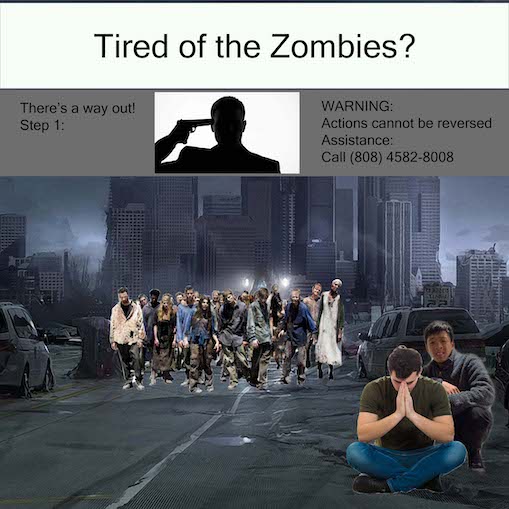 Tired of the Zombies?
There's a way out!
Step 1:
WARNING:
Actions cannot be reversed
Assistance:
Call (808) 4582-8008